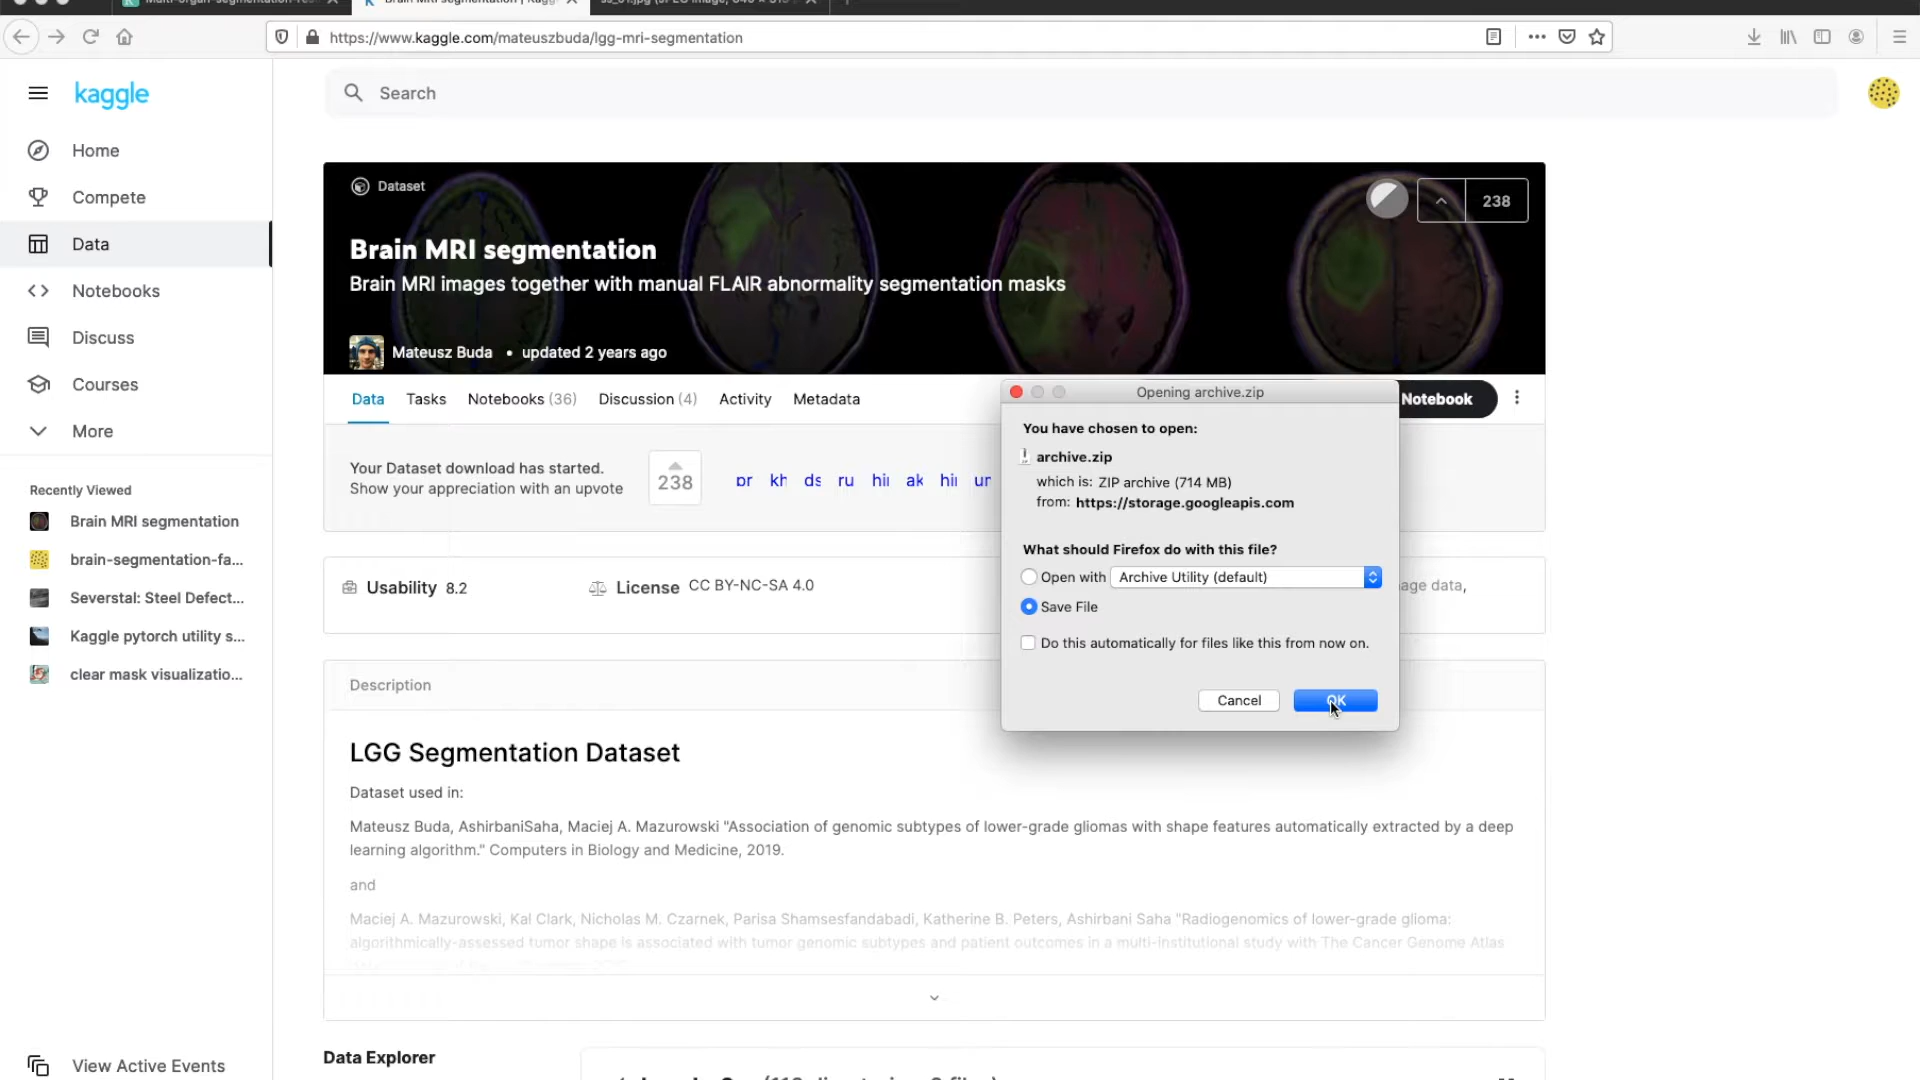 https://www.kaggle.com/mateuszbuda/lgg-mri-segmentation
kaggle
Search
Home
Compete
Data
Notebooks
Discuss
Courses
More
Recently Viewed
Brain MRI segmentation
brain-segmentation-fa...
Severstal: Steel Defect...
Kaggle pytorch utility s...
clear mask visualizatio...
View Active Events
Dataset
238
Brain MRI segmentation
Brain MRI images together with manual FLAIR abnormality segmentation masks
Mateusz Buda • updated 2 years ago
Data Tasks Notebooks (36) Discussion (4) Activity Metadata
Notebook
Your Dataset download has started.
Show your appreciation with an upvote
238
pr kh ds ru hii ak hii ur
Usability 8.2
License CC BY-NC-SA 4.0
age data,
Opening archive.zip
You have chosen to open:
archive.zip
which is: ZIP archive (714 MB)
from: https://storage.googleapis.com
What should Firefox do with this file?
Open with Archive Utility (default)
Save File
Do this automatically for files like this from now on.
Cancel
OK
Description
LGG Segmentation Dataset
Dataset used in:
Mateusz Buda, AshirbaniSaha, Maciej A. Mazurowski "Association of genomic subtypes of lower-grade gliomas with shape features automatically extracted by a deep
learning algorithm." Computers in Biology and Medicine, 2019.
and
Maciej A. Mazurowski, Kal Clark, Nicholas M. Czarnek, Parisa Shamsesfandabadi, Katherine B. Peters, Ashirbani Saha "Radiogenomics of lower-grade glioma:
algorithmically-assessed tumor shape is associated with tumor genomic subtypes and patient outcomes in a multi-institutional study with The Cancer Genome Atlas
Data Explorer